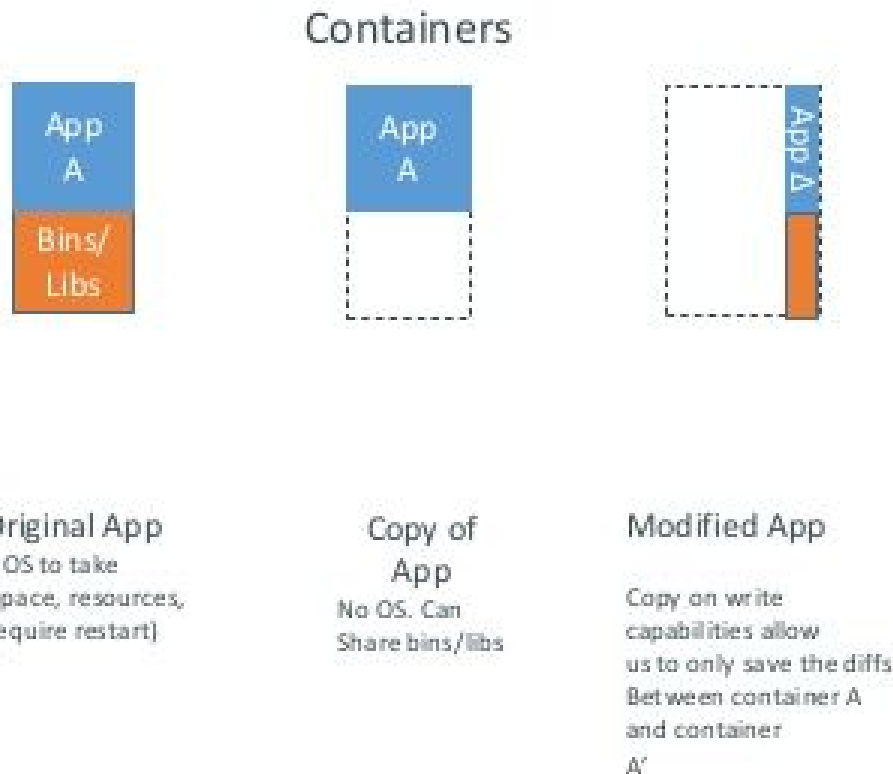 Containers
App
A
Bins/
Libs
App
A
App Δ
Original App
OS to take
pace, resources,
equire restart)
Copy of
App
No OS. Can
Share bins/libs
Modified App
Copy on write
capabilities allow
us to only save the diffs
Between container A
and container
A'